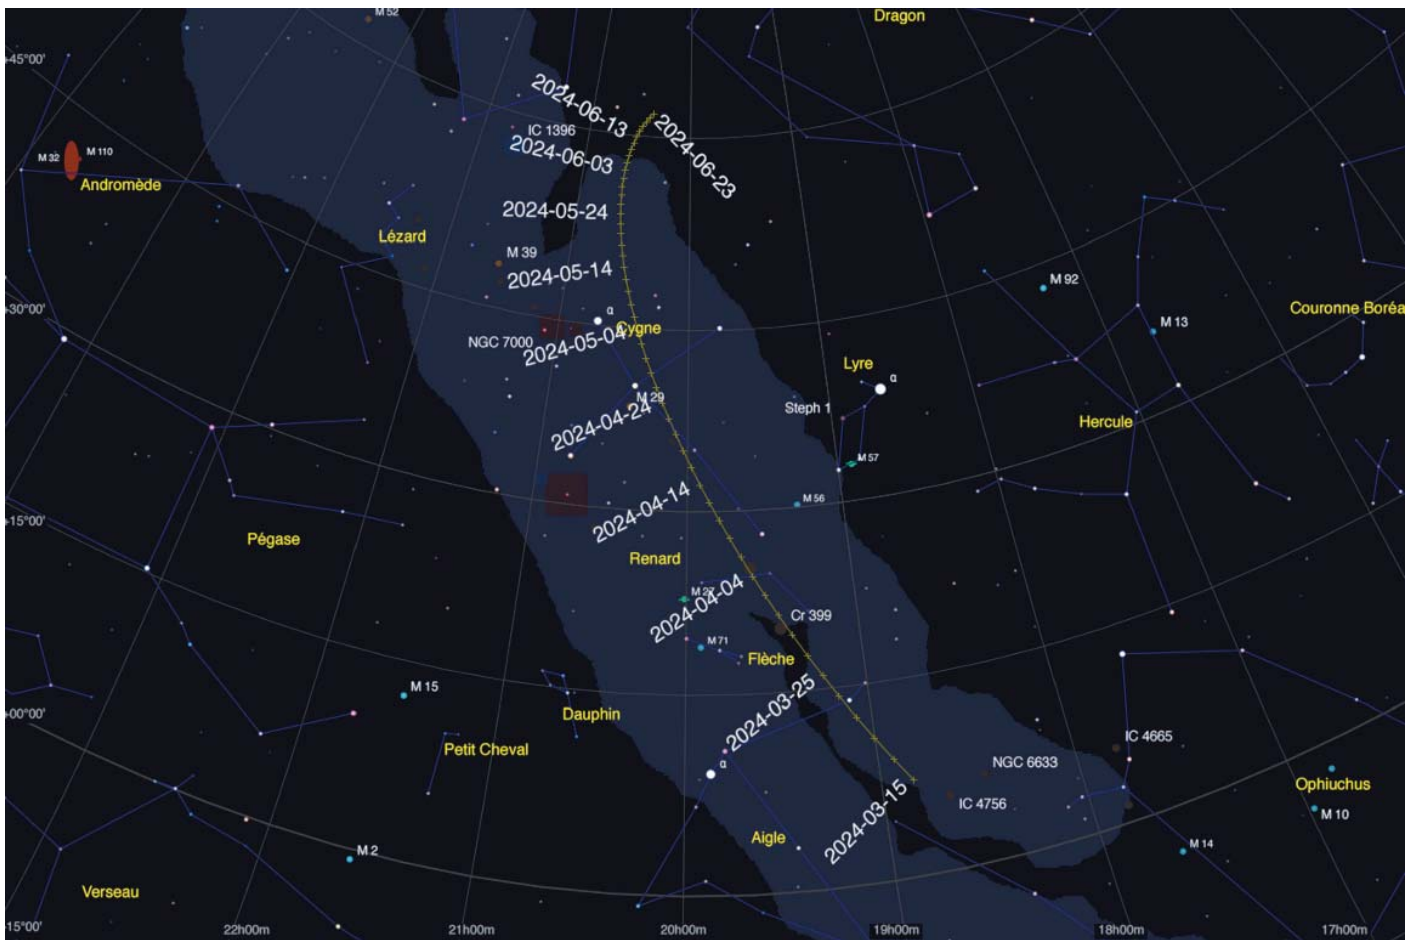 M 52
Dragon
+45°00'
2024-06-13
2024-06-23
IC 1396
2024-06-03
M 32
M 110
Andromède
2024-05-24
Lézard
M 39
2024-05-14
M 92
+30°00'
Couronne Boréa
M 13
α
Cygne
NGC 7000
2024-05-04
Lyre
α
M 29
Steph 1
2024-04-24
Hercule
M 57
M 56
2024-04-14
+15°00'
Pégase
Renard
M 27
2024-04-04
Cr 399
M 71
Flèche
M 15
2024-03-25
Dauphin
+00°00'
Petit Cheval
IC 4665
α
NGC 6633
Ophiuchus
2024-03-15
IC 4756
M 10
Aigle
M 14
M 2
Verseau
-15°00'
22h00m
21h00m
20h00m
19h00m
18h00m
17h00m